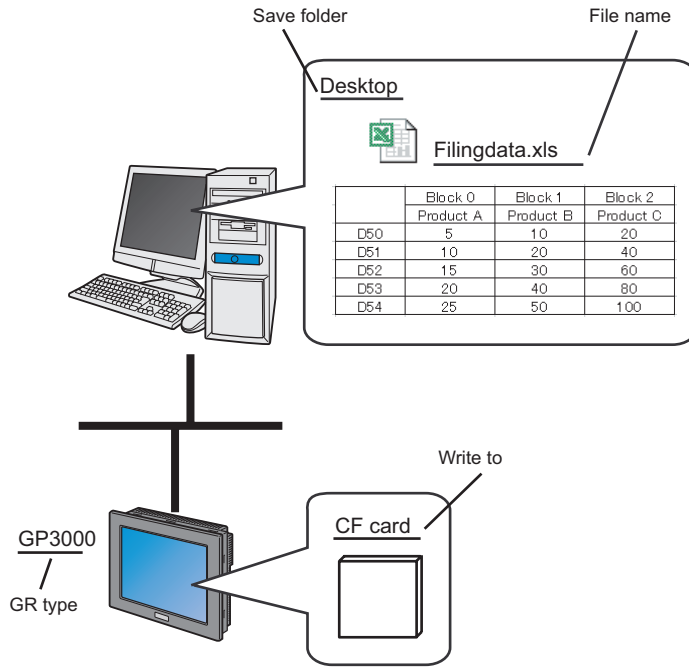 Save folder
File name
Desktop
Filingdata.xls
Block 0 Block 1 Block 2
Product A Product B Product C
D50 5 10 20
D51 10 20 40
D52 15 30 60
D53 20 40 80
D54 25 50 100
Write to
GP3000
CF card
GR type